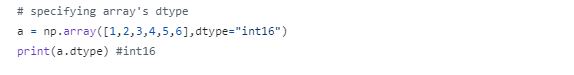 # specifying array's dtype
a = np.array([1,2,3,4,5,6],dtype="int16")
print(a.dtype) #int16